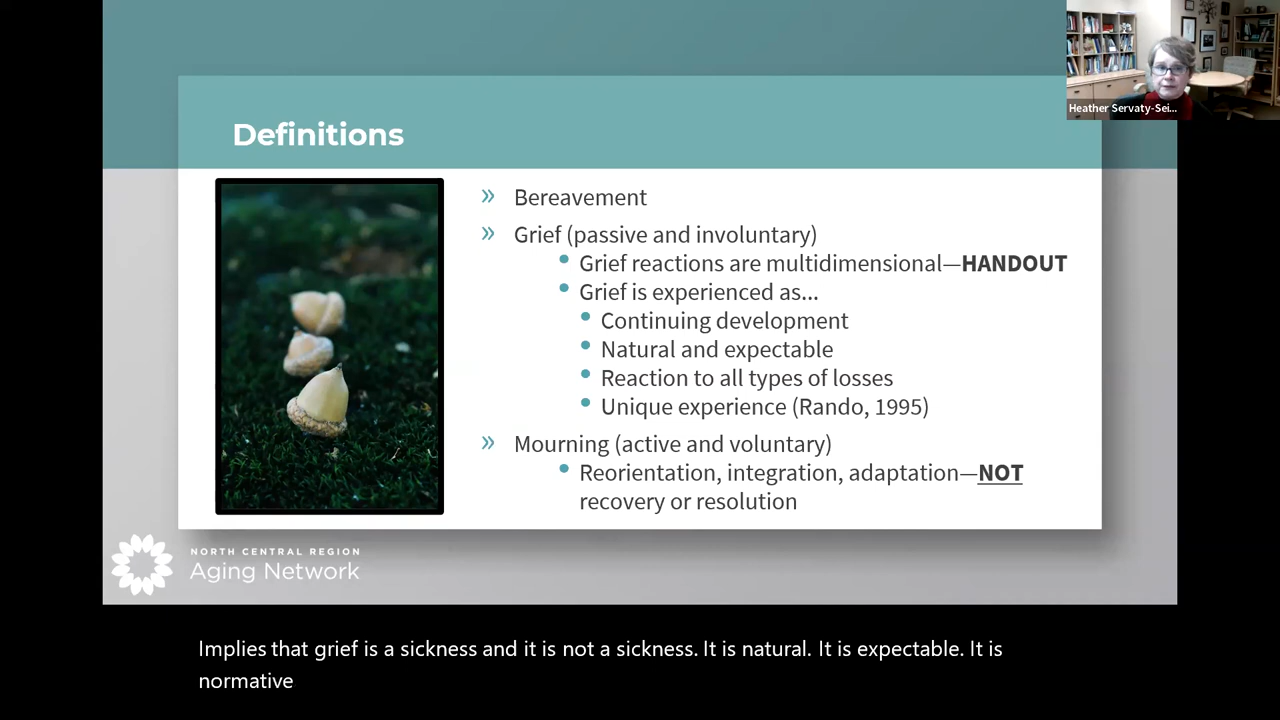 Heather Servaty-Sei...
Definitions
» Bereavement
» Grief (passive and involuntary)
• Grief reactions are multidimensional—HANDOUT
• Grief is experienced as...
• Continuing development
• Natural and expectable
• Reaction to all types of losses
• Unique experience (Rando, 1995)
» Mourning (active and voluntary)
• Reorientation, integration, adaptation—NOT
recovery or resolution
NORTH CENTRAL REGION
Aging Network
Implies that grief is a sickness and it is not a sickness. It is natural. It is expectable. It is
normative